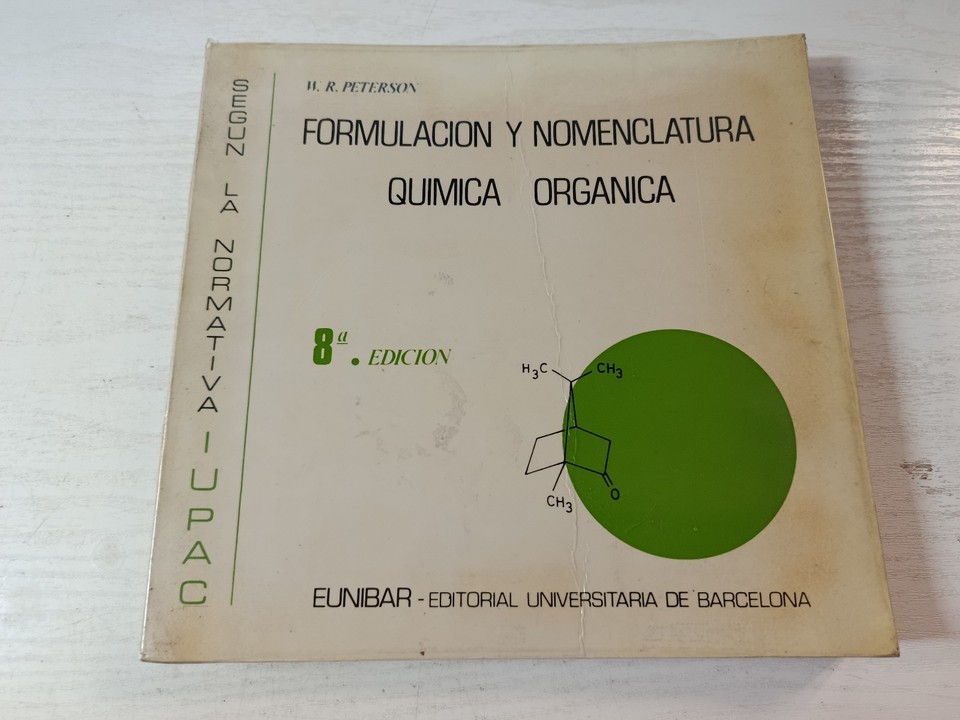 SEGUN LA NORMATIVA IUPAC
W. R. PETERSON
FORMULACION Y NOMENCLATURA
QUIMICA ORGANICA
8ª. EDICION
H3C CH3
O
CH3
EUNIBAR - EDITORIAL UNIVERSITARIA DE BARCELONA